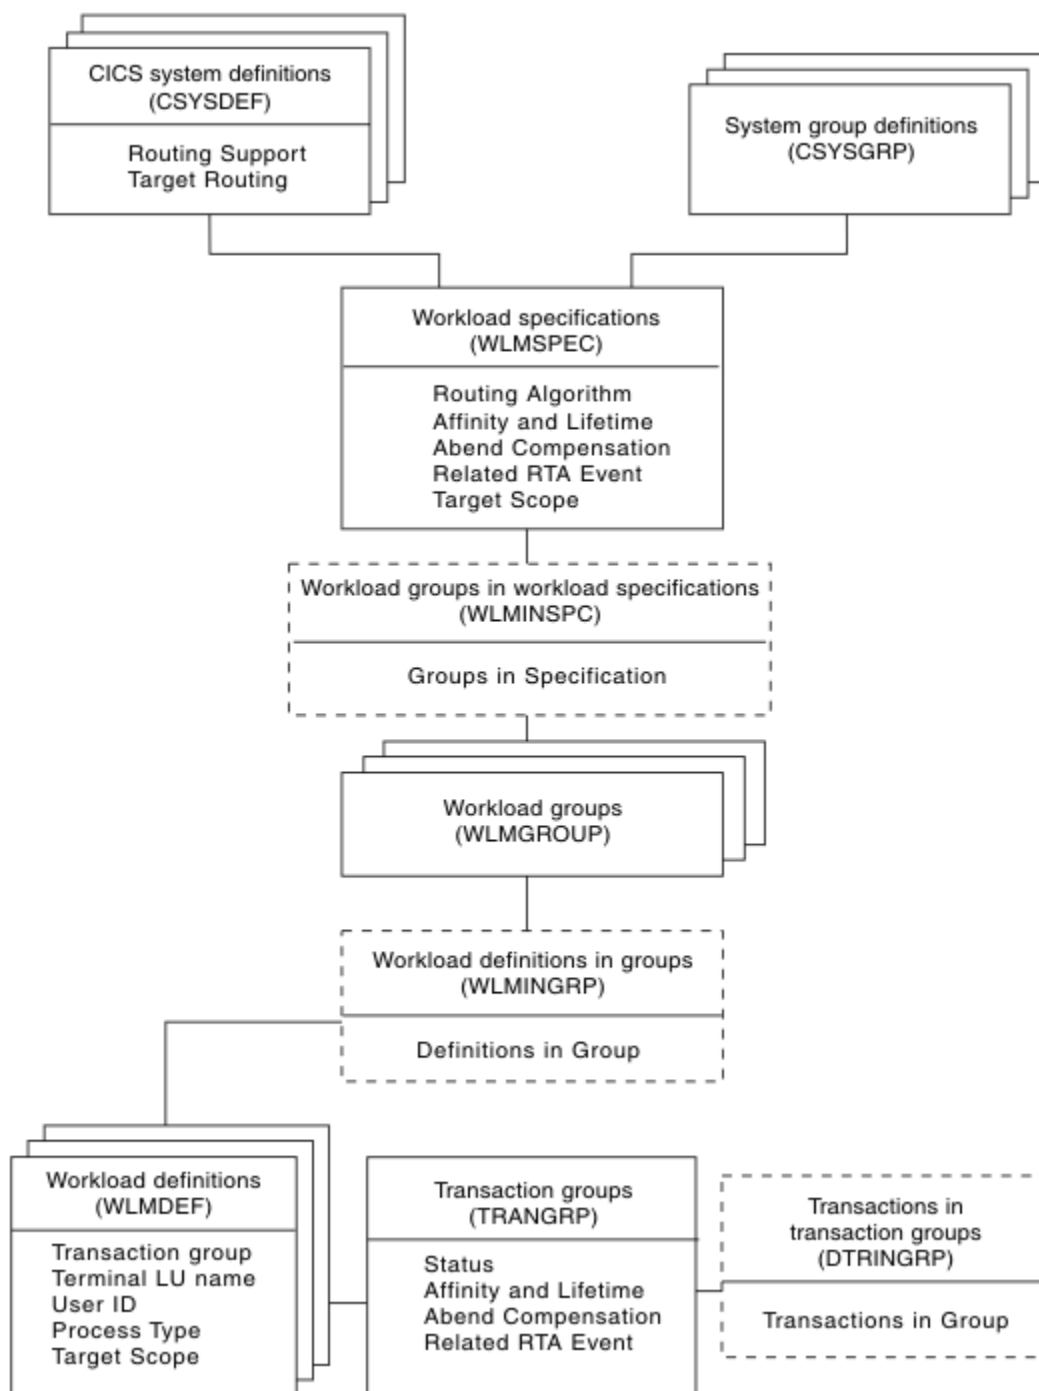 CICS system definitions
(CSYSDEF)
Routing Support
Target Routing
System group definitions
(CSYSGRP)
Workload specifications
(WLMSPEC)
Routing Algorithm
Affinity and Lifetime
Abend Compensation
Related RTA Event
Target Scope
Workload groups in workload specifications
(WLMINSPC)
Groups in Specification
Workload groups
(WLMGROUP)
Workload definitions in groups
(WLMINGRP)
Definitions in Group
Workload definitions
(WLMDEF)
Transaction group
Terminal LU name
User ID
Process Type
Target Scope
Transaction groups
(TRANGRP)
Status
Affinity and Lifetime
Abend Compensation
Related RTA Event
Transactions in
transaction groups
(DTRINGRP)
Transactions in Group